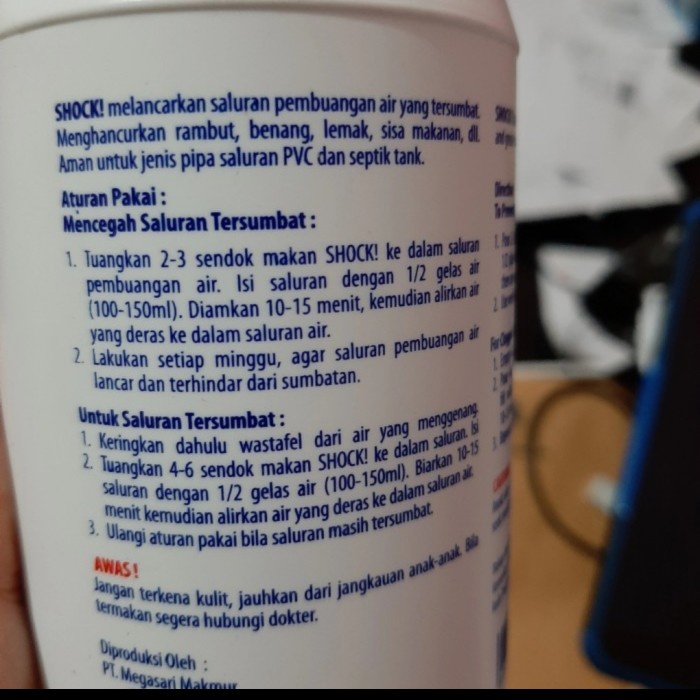 SHOCK! melancarkan saluran pembuangan air yang tersumbat.
Menghancurkan rambut, benang, lemak, sisa makanan, dll.
Aman untuk jenis pipa saluran PVC dan septik tank.
Aturan Pakai :
Mencegah Saluran Tersumbat :
1. Tuangkan 2-3 sendok makan SHOCK! ke dalam saluran
pembuangan air. Isi saluran dengan 1/2 gelas air
(100-150ml). Diamkan 10-15 menit, kemudian alirkan air
yang deras ke dalam saluran air.
2. Lakukan setiap minggu, agar saluran pembuangan air
lancar dan terhindar dari sumbatan.
Untuk Saluran Tersumbat :
1. Keringkan dahulu wastafel dari air yang menggenang.
2. Tuangkan 4-6 sendok makan SHOCK! ke dalam saluran. Isi
saluran dengan 1/2 gelas air (100-150ml). Biarkan 10-15
menit kemudian alirkan air yang deras ke dalam saluran air.
3. Ulangi aturan pakai bila saluran masih tersumbat.
AWAS!
Jangan terkena kulit, jauhkan dari jangkauan anak-anak. Bila
termakan segera hubungi dokter.
Diproduksi Oleh :
PT. Megasari Makmur